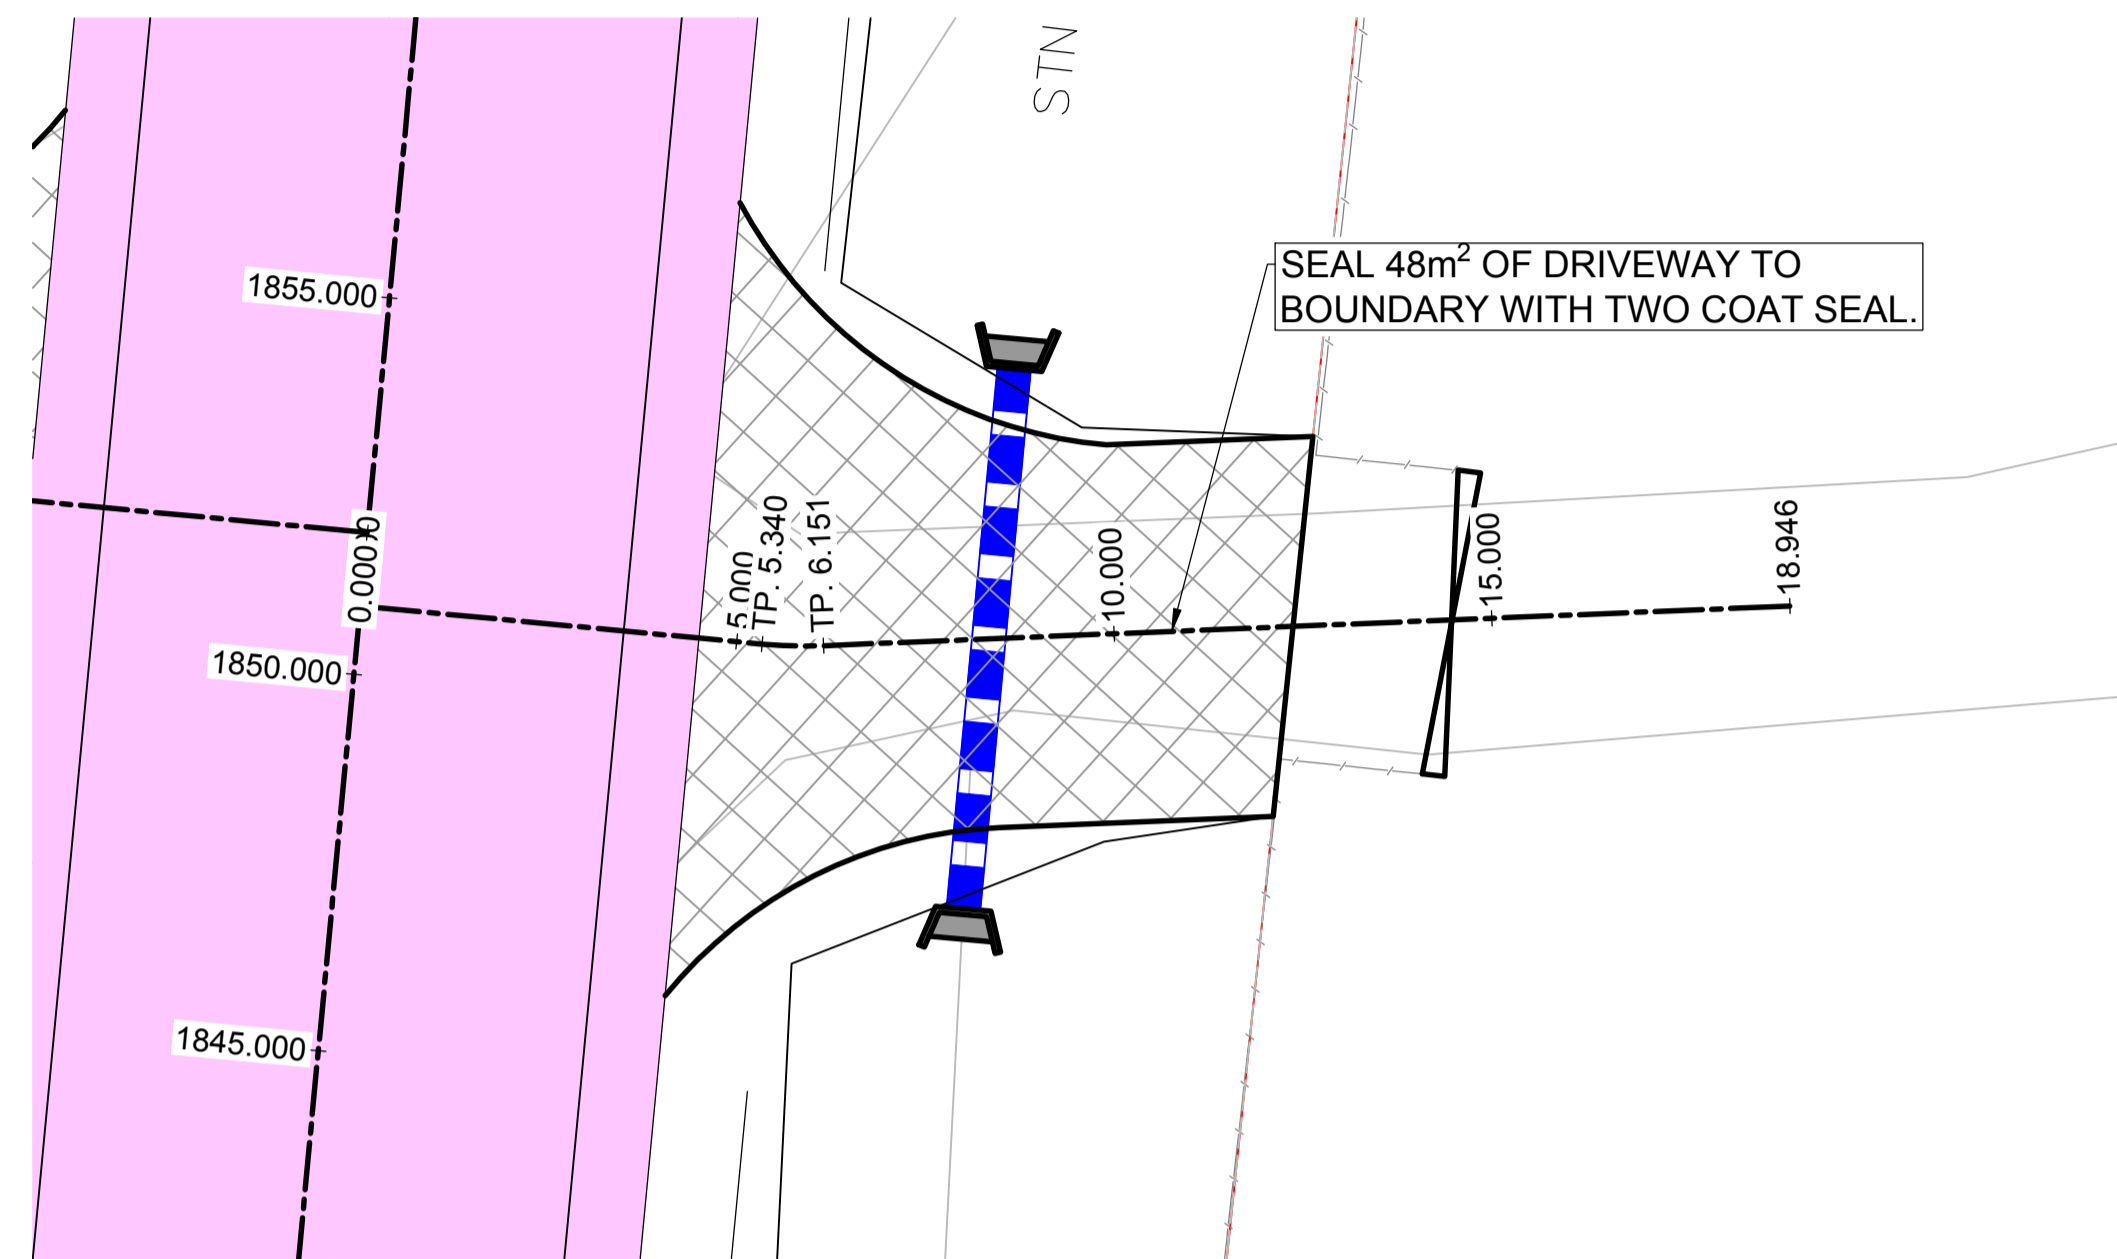 STN
SEAL 48m² OF DRIVEWAY TO
BOUNDARY WITH TWO COAT SEAL.
1855.000
0.000
5.000
TP. 5.340
TP. 6.151
10.000
15.000
18.946
1850.000
1845.000